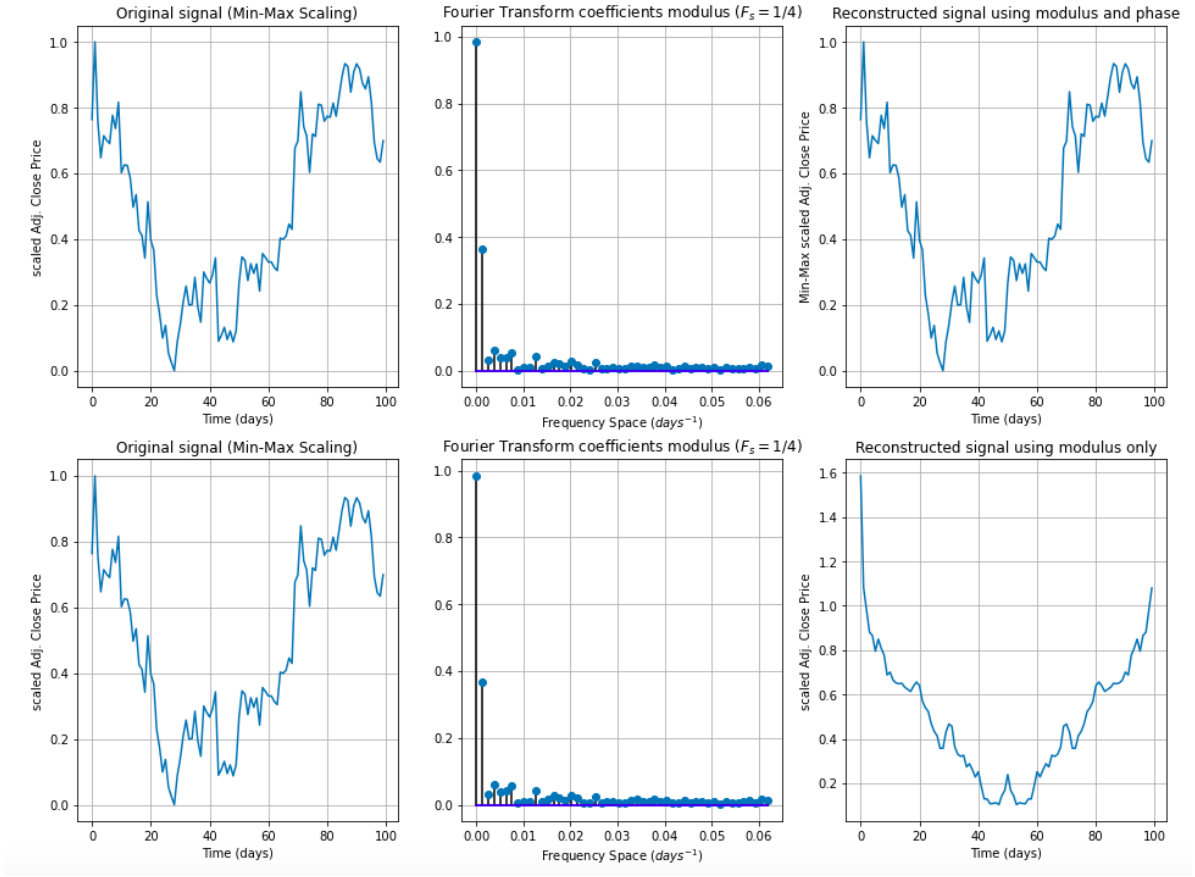 Original signal (Min-Max Scaling)
scaled Adj. Close Price
1.0
0.8
0.6
0.4
0.2
0.0
0 20 40 60 80 100
Time (days)
Fourier Transform coefficients modulus (F_s = 1/4)
1.0
0.8
0.6
0.4
0.2
0.0
0.00 0.01 0.02 0.03 0.04 0.05 0.06
Frequency Space (days⁻¹)
Reconstructed signal using modulus and phase
Min-Max scaled Adj. Close Price
1.0
0.8
0.6
0.4
0.2
0.0
0 20 40 60 80 100
Time (days)
Original signal (Min-Max Scaling)
scaled Adj. Close Price
1.0
0.8
0.6
0.4
0.2
0.0
0 20 40 60 80 100
Time (days)
Fourier Transform coefficients modulus (F_s = 1/4)
1.0
0.8
0.6
0.4
0.2
0.0
0.00 0.01 0.02 0.03 0.04 0.05 0.06
Frequency Space (days⁻¹)
Reconstructed signal using modulus only
scaled Adj. Close Price
1.6
1.4
1.2
1.0
0.8
0.6
0.4
0.2
0 20 40 60 80 100
Time (days)